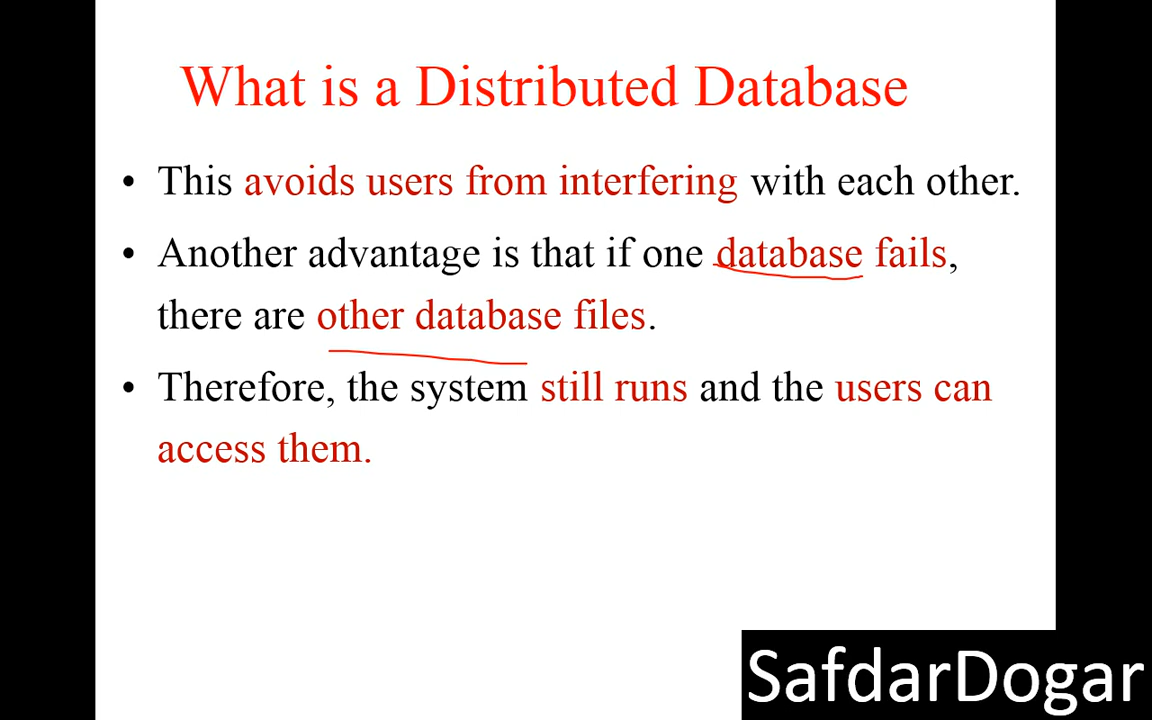 What is a Distributed Database
• This avoids users from interfering with each other.
• Another advantage is that if one database fails,
there are other database files.
• Therefore, the system still runs and the users can
access them.
SafdarDogar